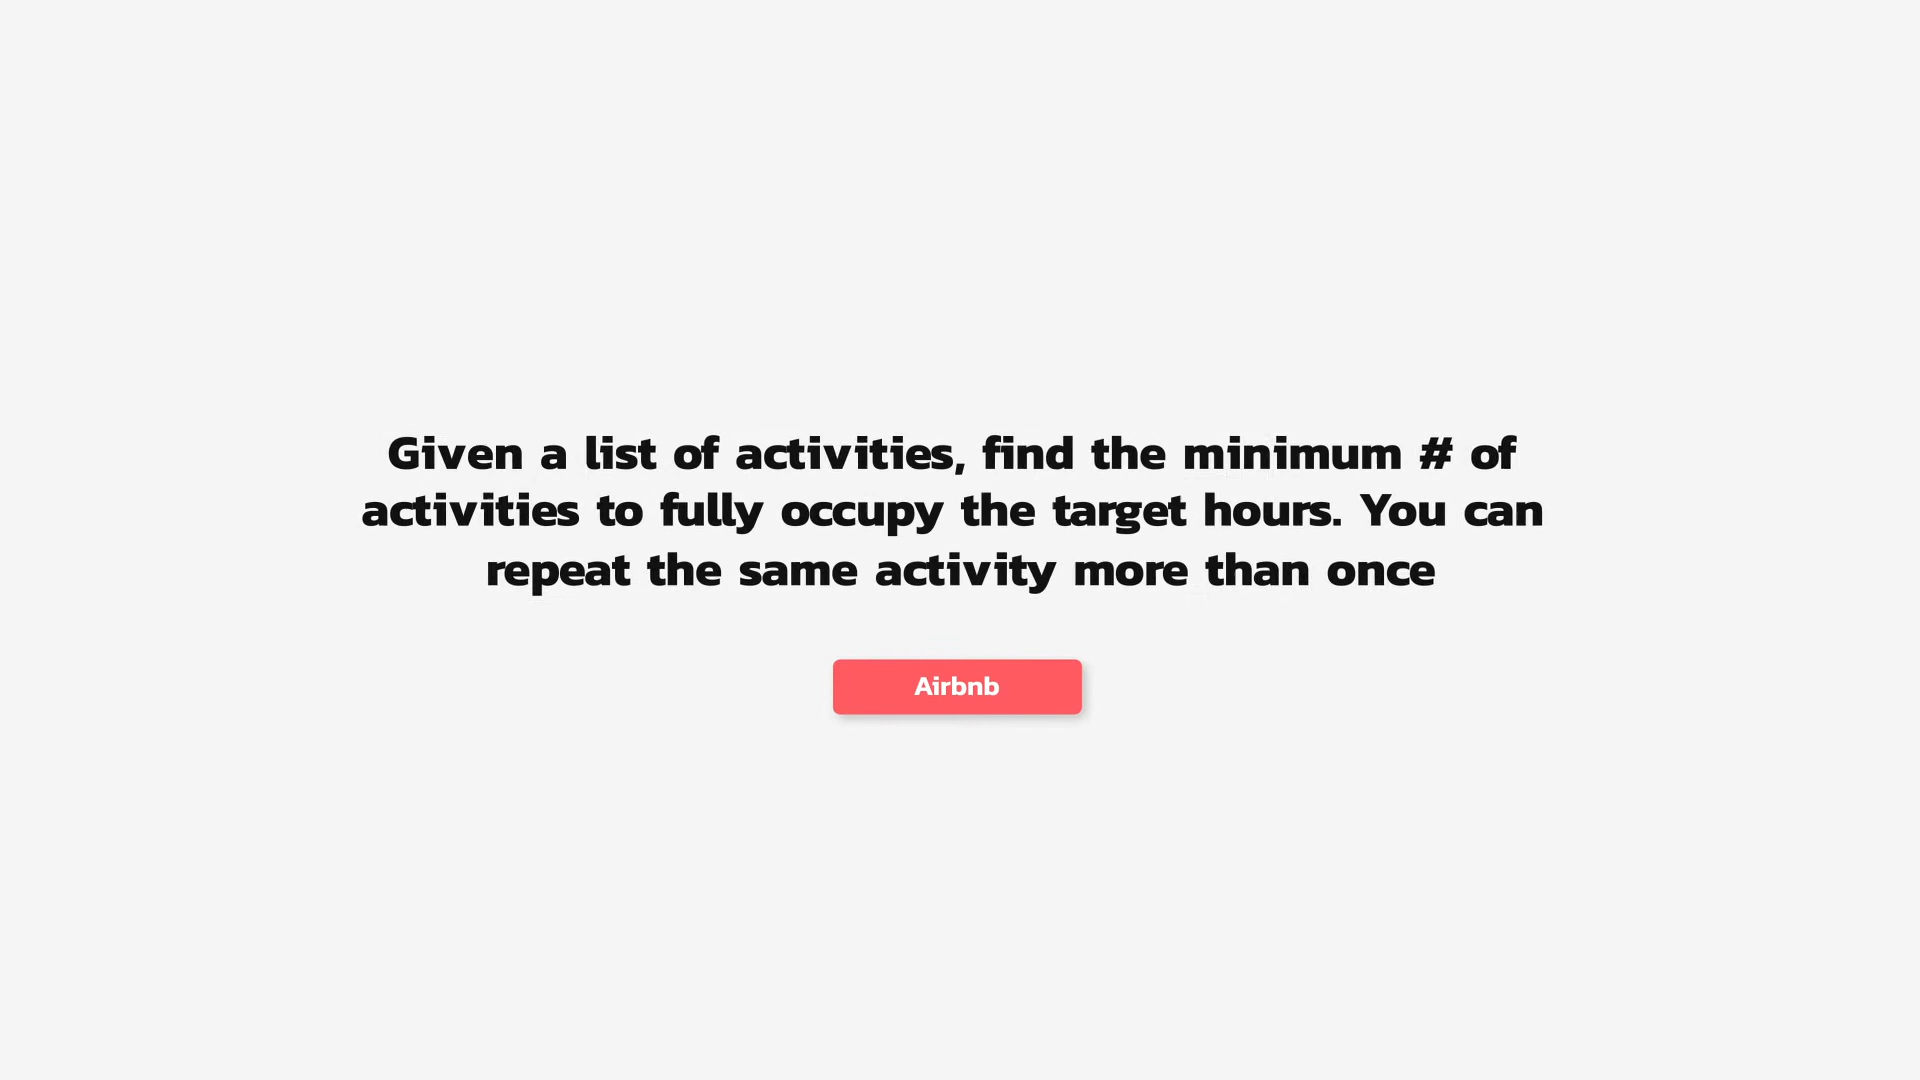 Given a list of activities, find the minimum # of
activities to fully occupy the target hours. You can
repeat the same activity more than once
Airbnb